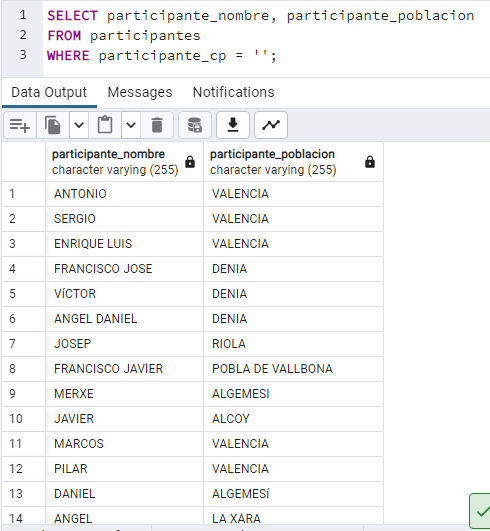 1 SELECT participante_nombre, participante_poblacion
2 FROM participantes
3 WHERE participante_cp = '';
Data Output Messages Notifications
participante_nombre participante_poblacion
character varying (255) character varying (255)
1 ANTONIO VALENCIA
2 SERGIO VALENCIA
3 ENRIQUE LUIS VALENCIA
4 FRANCISCO JOSE DENIA
5 VíCTOR DENIA
6 ANGEL DANIEL DENIA
7 JOSEP RIOLA
8 FRANCISCO JAVIER POBLA DE VALLBONA
9 MERXE ALGEMESI
10 JAVIER ALCOY
11 MARCOS VALENCIA
12 PILAR VALENCIA
13 DANIEL ALGEMESí
14 ANGEL LA XARA